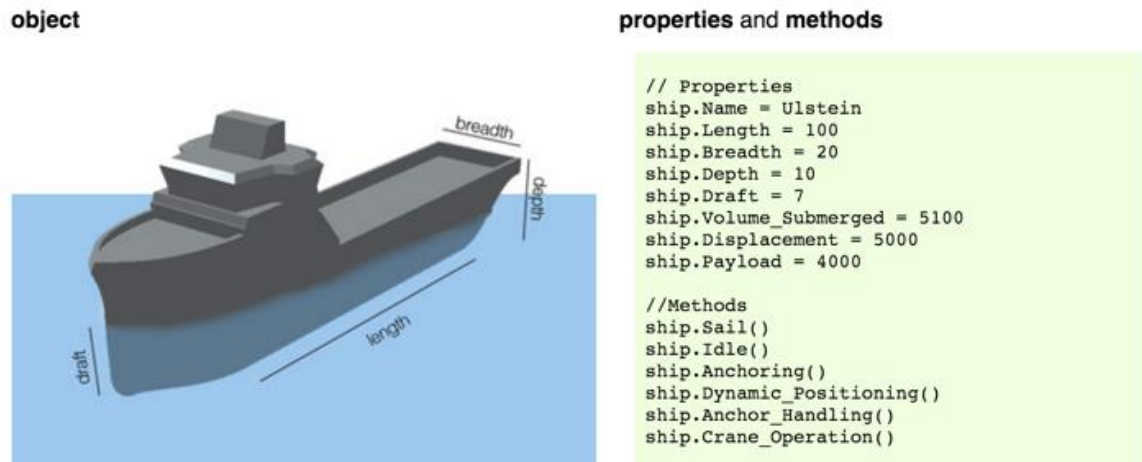 object
breadth
depth
length
draft
properties and methods
// Properties
ship.Name = Ulstein
ship.Length = 100
ship.Breadth = 20
ship.Depth = 10
ship.Draft = 7
ship.Volume_Submerged = 5100
ship.Displacement = 5000
ship.Payload = 4000
//Methods
ship.Sail()
ship.Idle()
ship.Anchoring()
ship.Dynamic_Positioning()
ship.Anchor_Handling()
ship.Crane_Operation()